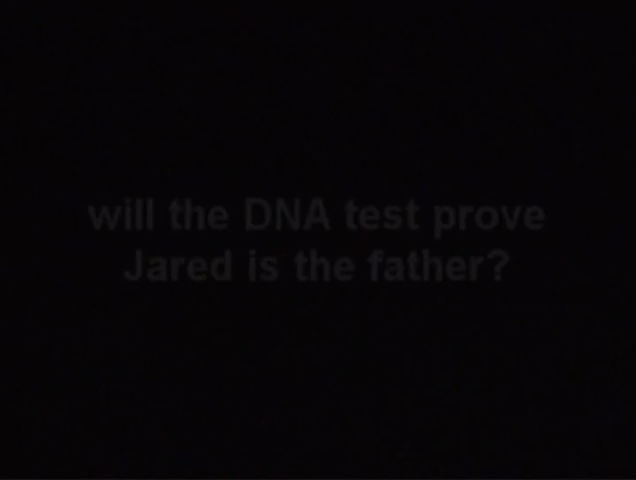 will the DNA test prove
Jared is the father?